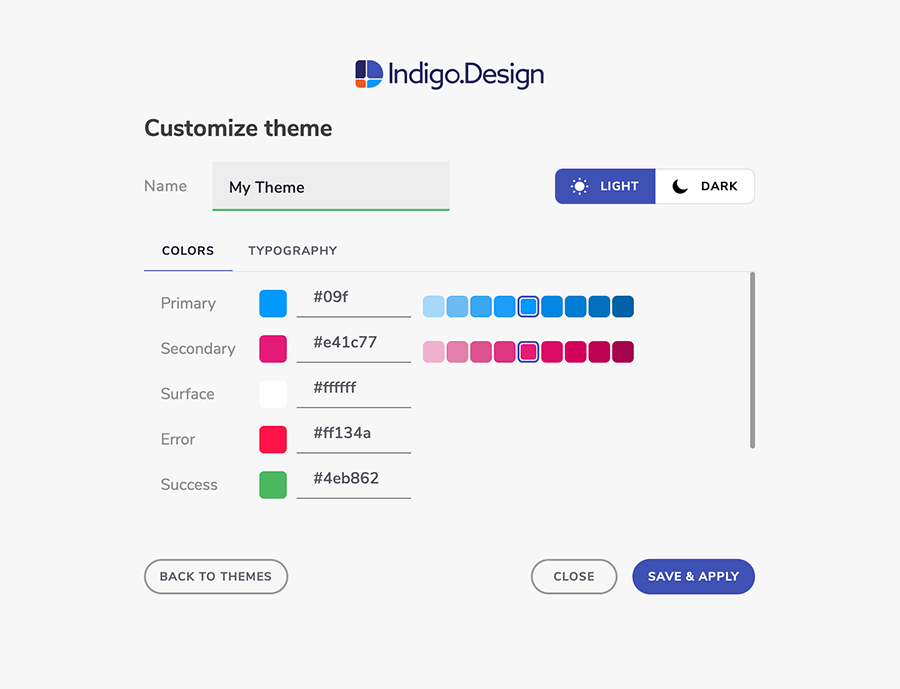 Indigo.Design
Customize theme
Name
My Theme
LIGHT
DARK
COLORS
TYPOGRAPHY
Primary
#09f
Secondary
#e41c77
Surface
#ffffff
Error
#ff134a
Success
#4eb862
BACK TO THEMES
CLOSE
SAVE & APPLY